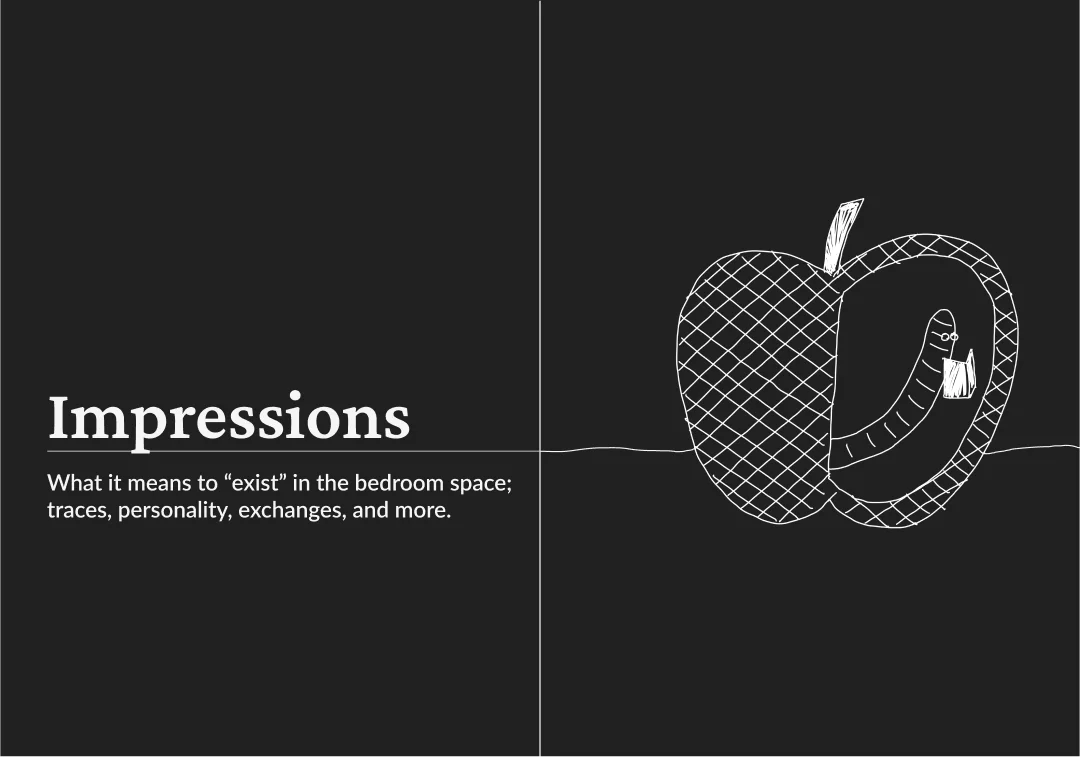 Impressions
What it means to “exist” in the bedroom space;
traces, personality, exchanges, and more.